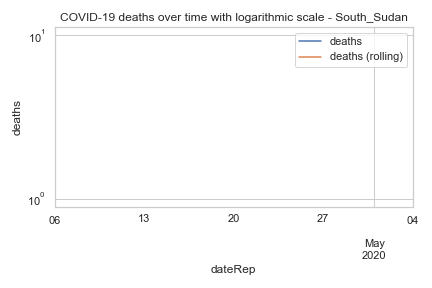 COVID-19 deaths over time with logarithmic scale - South_Sudan
10¹
deaths
deaths (rolling)
deaths
10⁰
06 13 20 27 04
May
2020
dateRep